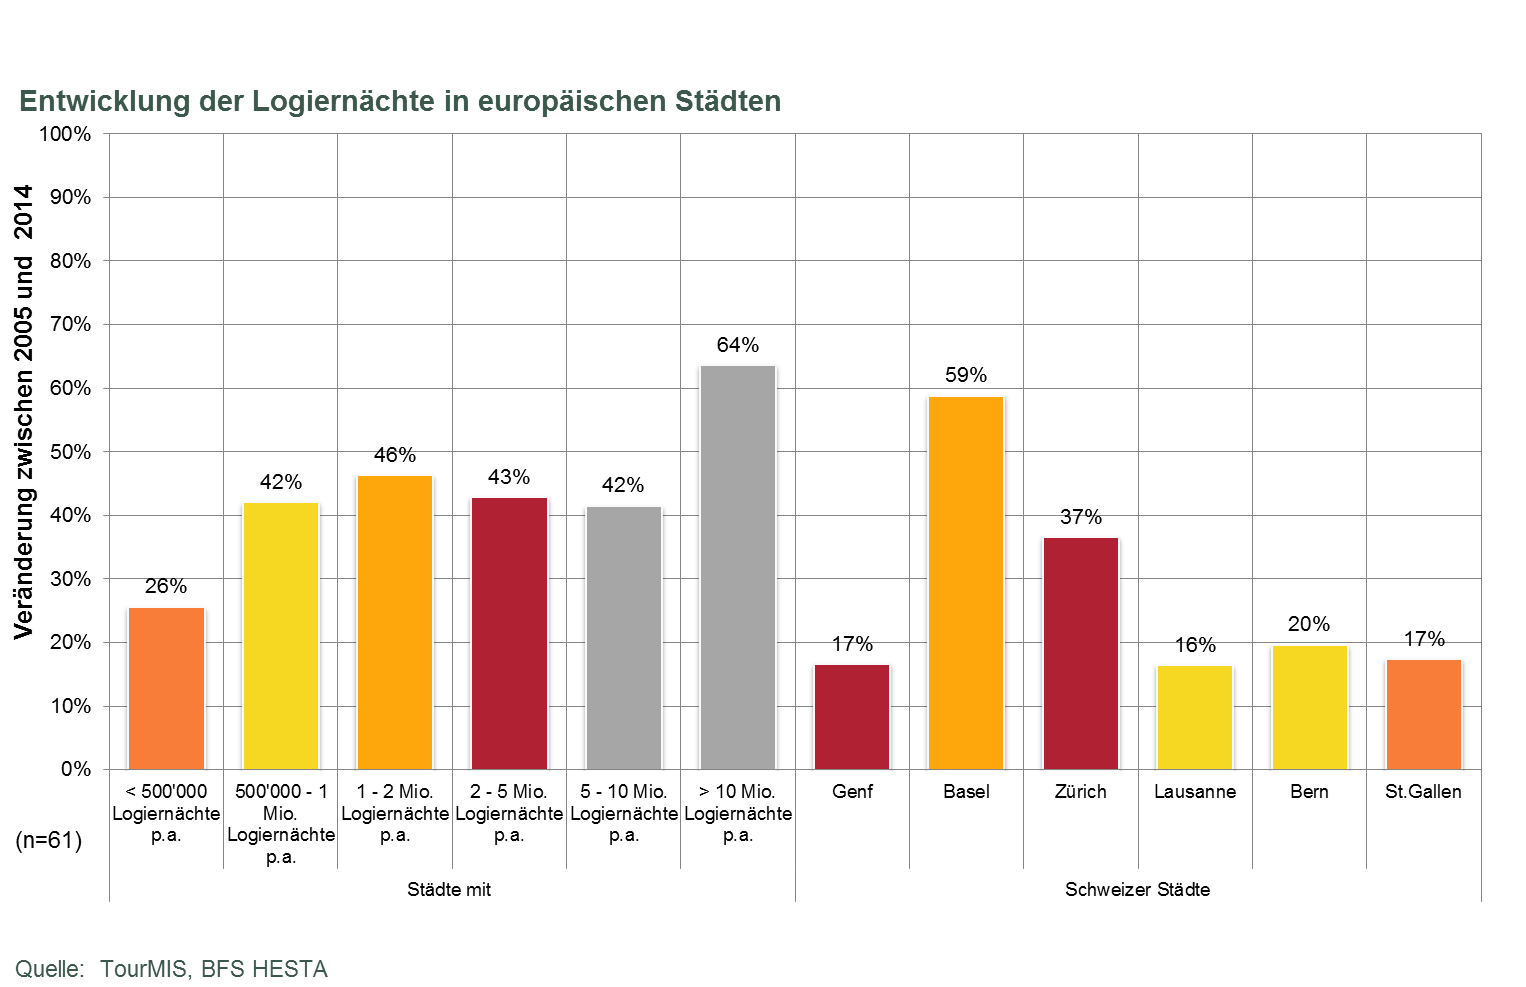 Entwicklung der Logiernächte in europäischen Städten
Veränderung zwischen 2005 und 2014
100%
90%
80%
70%
60%
50%
40%
30%
20%
10%
0%
26%
42%
46%
43%
42%
64%
17%
59%
37%
16%
20%
17%
< 500'000
Logiernächte
p.a.
500'000 - 1
Mio.
Logiernächte
p.a.
1 - 2 Mio.
Logiernächte
p.a.
2 - 5 Mio.
Logiernächte
p.a.
5 - 10 Mio.
Logiernächte
p.a.
> 10 Mio.
Logiernächte
p.a.
Genf
Basel
Zürich
Lausanne
Bern
St.Gallen
(n=61)
Städte mit
Schweizer Städte
Quelle: TourMIS, BFS HESTA